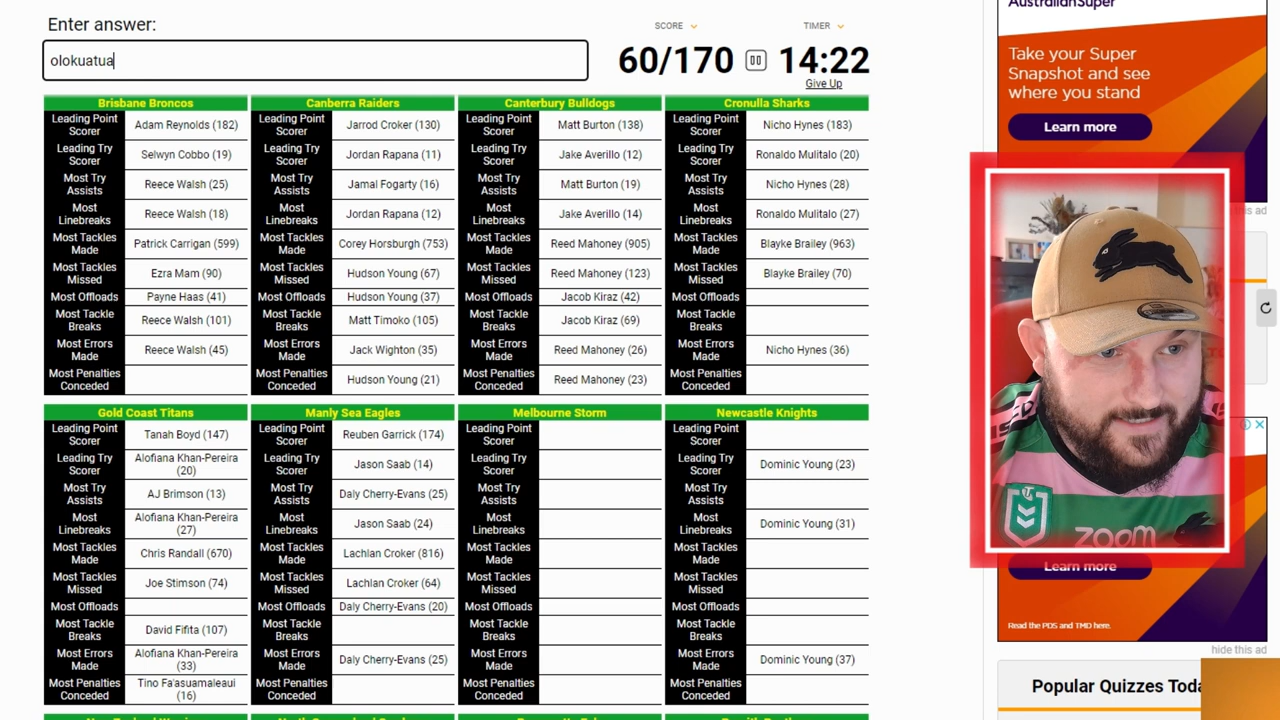 Enter answer:
SCORE
TIMER
olokuatua
60/170
14:22
Give Up
Brisbane Broncos
Canberra Raiders
Canterbury Bulldogs
Cronulla Sharks
Leading Point Scorer
Adam Reynolds (182)
Leading Point Scorer
Jarrod Croker (130)
Leading Point Scorer
Matt Burton (138)
Leading Point Scorer
Nicho Hynes (183)
Leading Try Scorer
Selwyn Cobbo (19)
Leading Try Scorer
Jordan Rapana (11)
Leading Try Scorer
Jake Averillo (12)
Leading Try Scorer
Ronaldo Mulitalo (20)
Most Try Assists
Reece Walsh (25)
Most Try Assists
Jamal Fogarty (16)
Most Try Assists
Matt Burton (19)
Most Try Assists
Nicho Hynes (28)
Most Linebreaks
Reece Walsh (18)
Most Linebreaks
Jordan Rapana (12)
Most Linebreaks
Jake Averillo (14)
Most Linebreaks
Ronaldo Mulitalo (27)
Most Tackles Made
Patrick Carrigan (599)
Most Tackles Made
Corey Horsburgh (753)
Most Tackles Made
Reed Mahoney (905)
Most Tackles Made
Blayke Brailey (963)
Most Tackles Missed
Ezra Mam (90)
Most Tackles Missed
Hudson Young (67)
Most Tackles Missed
Reed Mahoney (123)
Most Tackles Missed
Blayke Brailey (70)
Most Offloads
Payne Haas (41)
Most Offloads
Hudson Young (37)
Most Offloads
Jacob Kiraz (42)
Most Offloads
Most Tackle Breaks
Reece Walsh (101)
Most Tackle Breaks
Matt Timoko (105)
Most Tackle Breaks
Jacob Kiraz (69)
Most Tackle Breaks
Most Errors Made
Reece Walsh (45)
Most Errors Made
Jack Wighton (35)
Most Errors Made
Reed Mahoney (26)
Most Errors Made
Nicho Hynes (36)
Most Penalties Conceded
Most Penalties Conceded
Hudson Young (21)
Most Penalties Conceded
Reed Mahoney (23)
Most Penalties Conceded
Gold Coast Titans
Manly Sea Eagles
Melbourne Storm
Newcastle Knights
Leading Point Scorer
Tanah Boyd (147)
Leading Point Scorer
Reuben Garrick (174)
Leading Point Scorer
Leading Point Scorer
Leading Try Scorer
Alofiana Khan-Pereira (20)
Leading Try Scorer
Jason Saab (14)
Leading Try Scorer
Leading Try Scorer
Dominic Young (23)
Most Try Assists
AJ Brimson (13)
Most Try Assists
Daly Cherry-Evans (25)
Most Try Assists
Most Try Assists
Most Linebreaks
Alofiana Khan-Pereira (27)
Most Linebreaks
Jason Saab (24)
Most Linebreaks
Most Linebreaks
Dominic Young (31)
Most Tackles Made
Chris Randall (670)
Most Tackles Made
Lachlan Croker (816)
Most Tackles Made
Most Tackles Made
Most Tackles Missed
Joe Stimson (74)
Most Tackles Missed
Lachlan Croker (64)
Most Tackles Missed
Most Tackles Missed
Most Offloads
Most Offloads
Daly Cherry-Evans (20)
Most Offloads
Most Offloads
Most Tackle Breaks
David Fifita (107)
Most Tackle Breaks
Most Tackle Breaks
Most Tackle Breaks
Most Errors Made
Alofiana Khan-Pereira (33)
Most Errors Made
Daly Cherry-Evans (25)
Most Errors Made
Most Errors Made
Dominic Young (37)
Most Penalties Conceded
Tino Fa'asuamaleaui (16)
Most Penalties Conceded
Most Penalties Conceded
Most Penalties Conceded
AustralianSuper
Take your Super
Snapshot and see
where you stand
Learn more
this ad
zoom
Learn more
Read the PDS and TMD here.
hide this ad
Popular Quizzes Toda